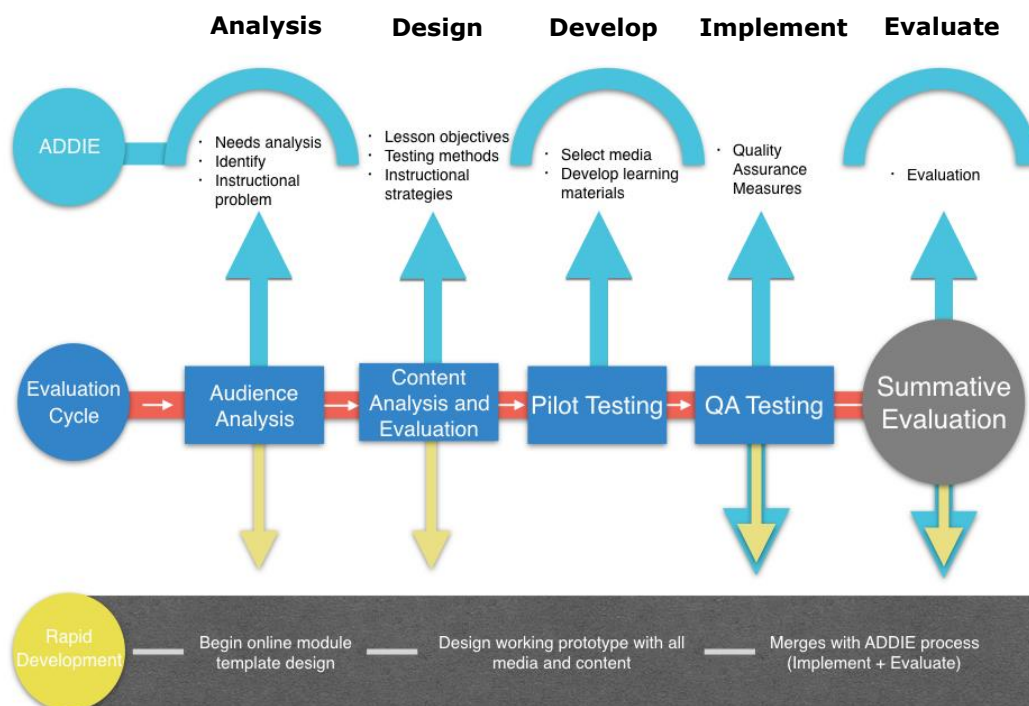 Analysis Design Develop Implement Evaluate
ADDIE
· Needs analysis
· Identify
· Instructional
problem
· Lesson objectives
· Testing methods
· Instructional
strategies
· Select media
· Develop learning
materials
· Quality
Assurance
Measures
· Evaluation
Evaluation
Cycle
Audience
Analysis
Content
Analysis and
Evaluation
Pilot Testing
QA Testing
Summative
Evaluation
Rapid
Development
Begin online module
template design
Design working prototype with all
media and content
Merges with ADDIE process
(Implement + Evaluate)